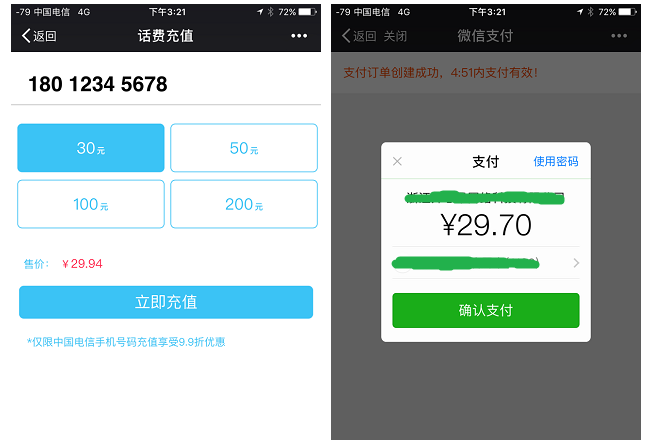 -79 中国电信 4G 下午3:21 72%
返回 话费充值 •••
180 1234 5678
30元 50元
100元 200元
售价： ￥29.94
立即充值
*仅限中国电信手机号码充值享受9.9折优惠
-79 中国电信 4G 下午3:21 72%
返回 关闭 微信支付 •••
支付订单创建成功，4:51内支付有效！
× 支付 使用密码
¥29.70
确认支付